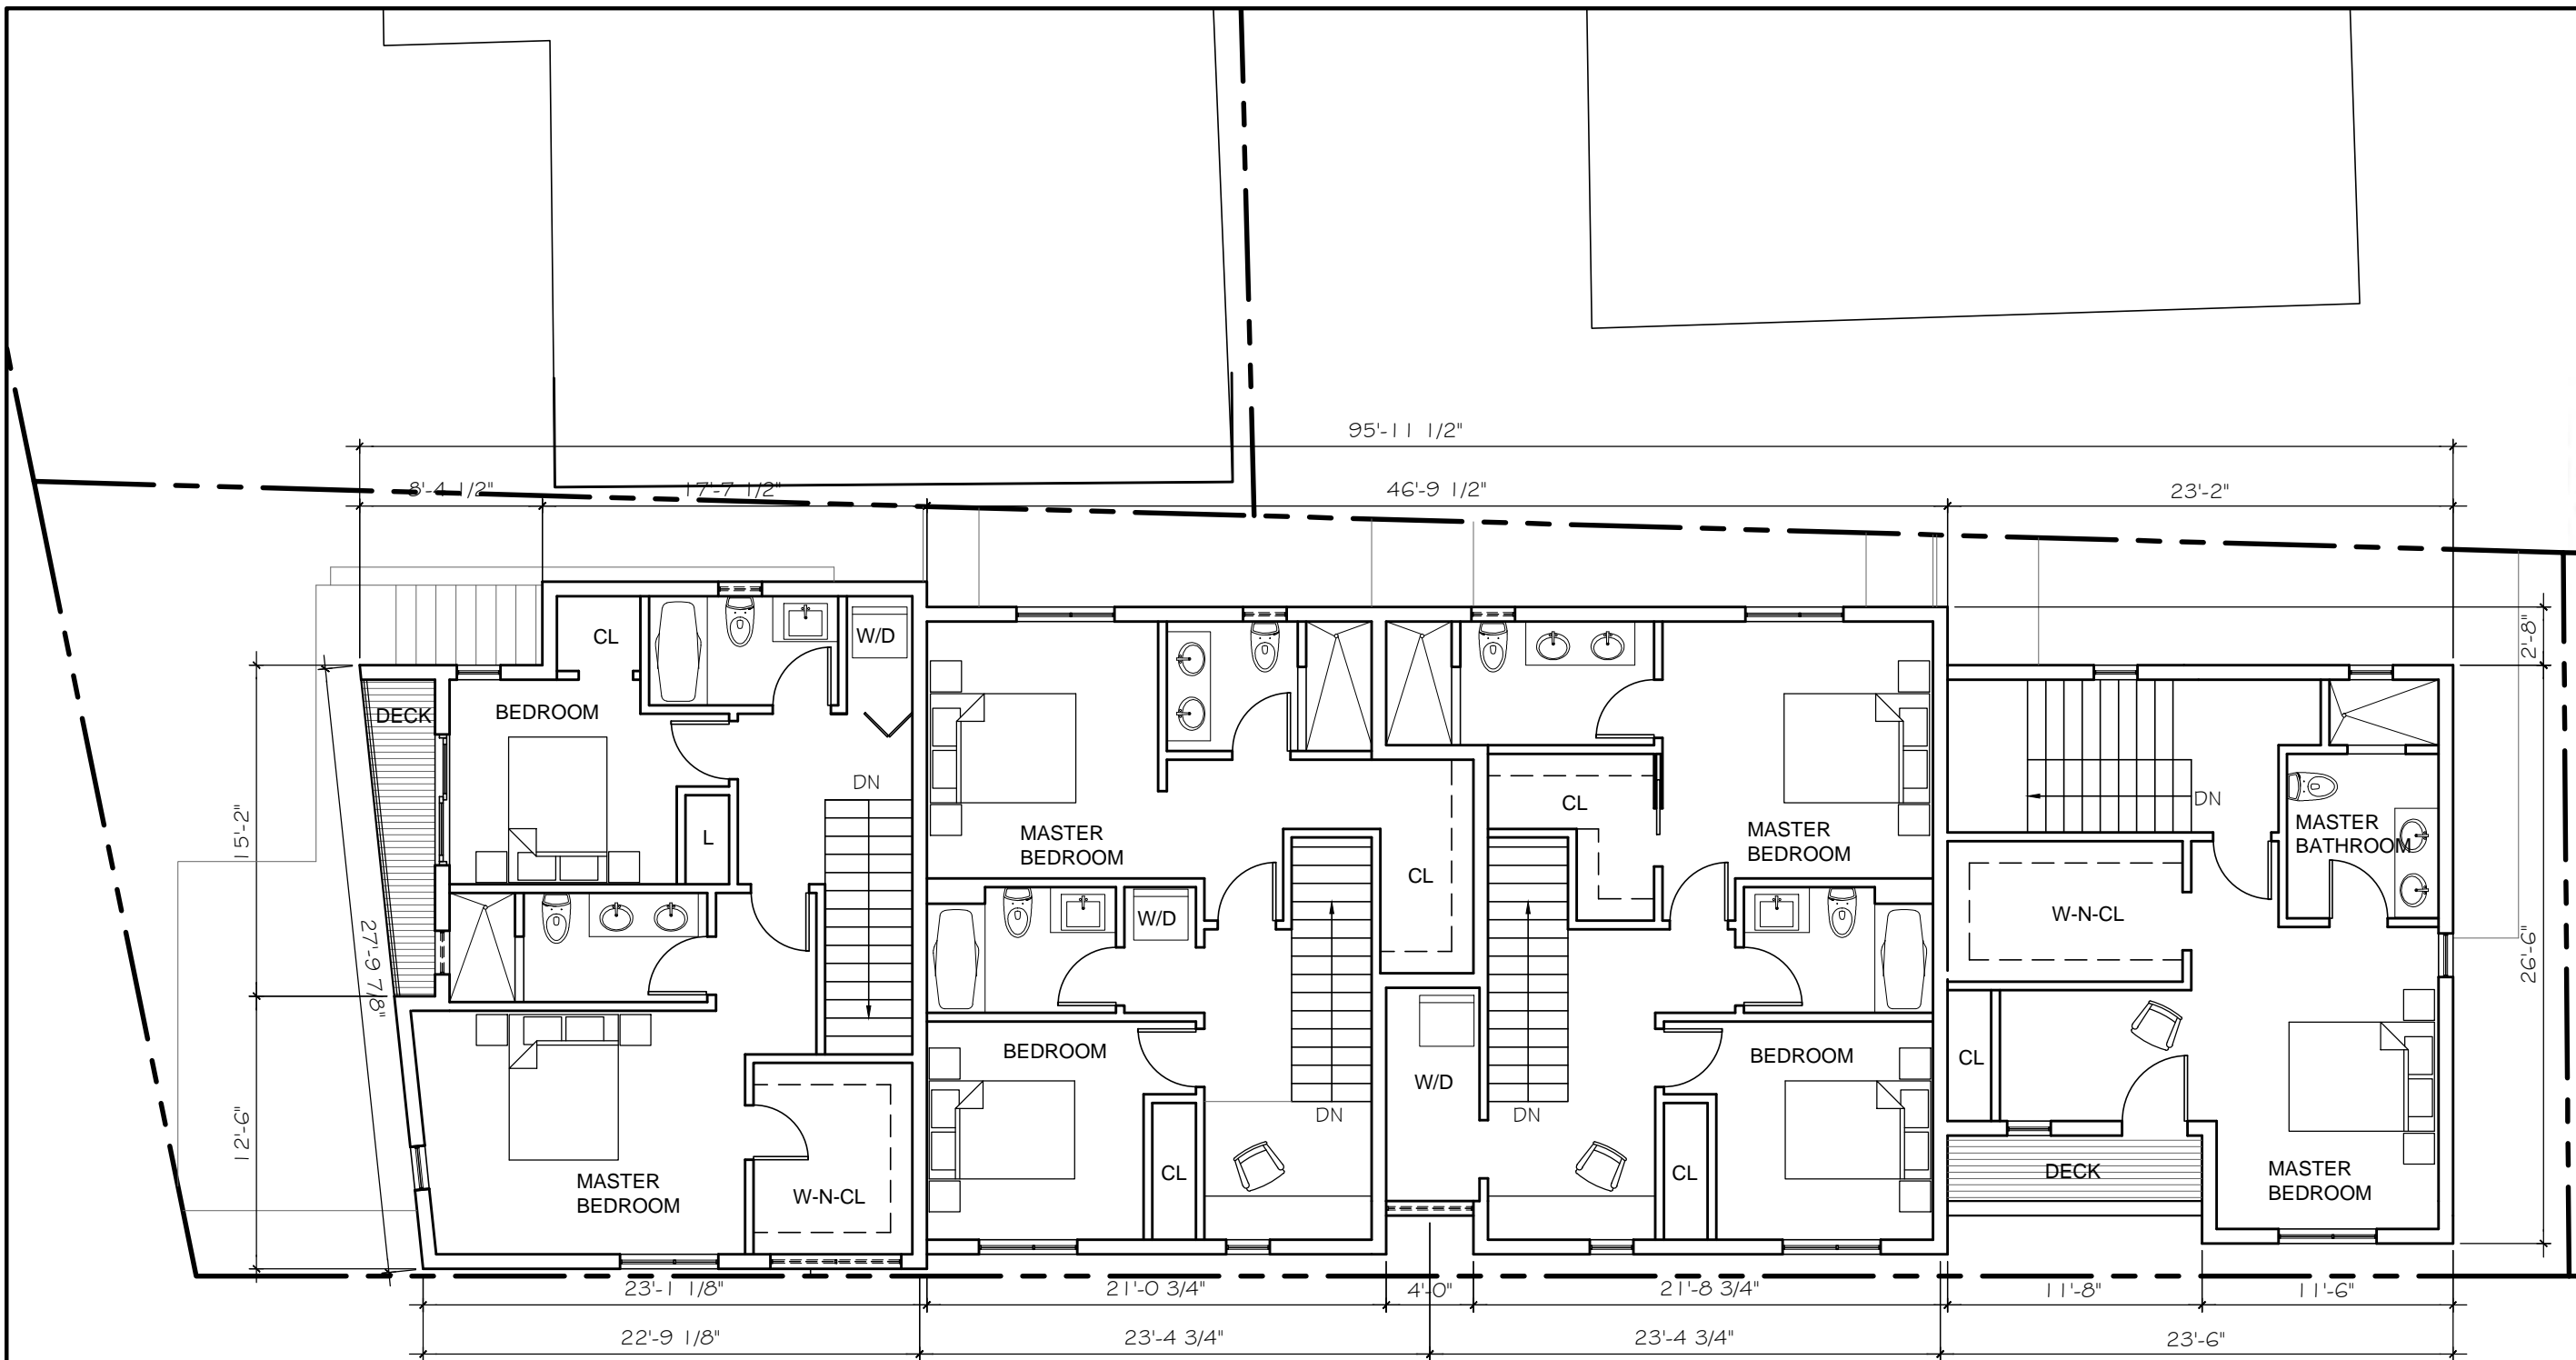 95'-11 1/2"
8'-4 1/2"
17'-7 1/2"
46'-9 1/2"
23'-2"
2'-8"
CL
W/D
DECK
BEDROOM
DN
15'-2"
L
27'-9 7/8"
12'-6"
MASTER
BEDROOM
W-N-CL
MASTER
BEDROOM
CL
W/D
BEDROOM
CL
DN
CL
MASTER
BEDROOM
W/D
DN
BEDROOM
CL
DN
MASTER
BATHROOM
W-N-CL
26'-6"
CL
DECK
MASTER
BEDROOM
23'-1 1/8"
21'-0 3/4"
4'-0"
21'-8 3/4"
11'-8"
11'-6"
22'-9 1/8"
23'-4 3/4"
23'-4 3/4"
23'-6"